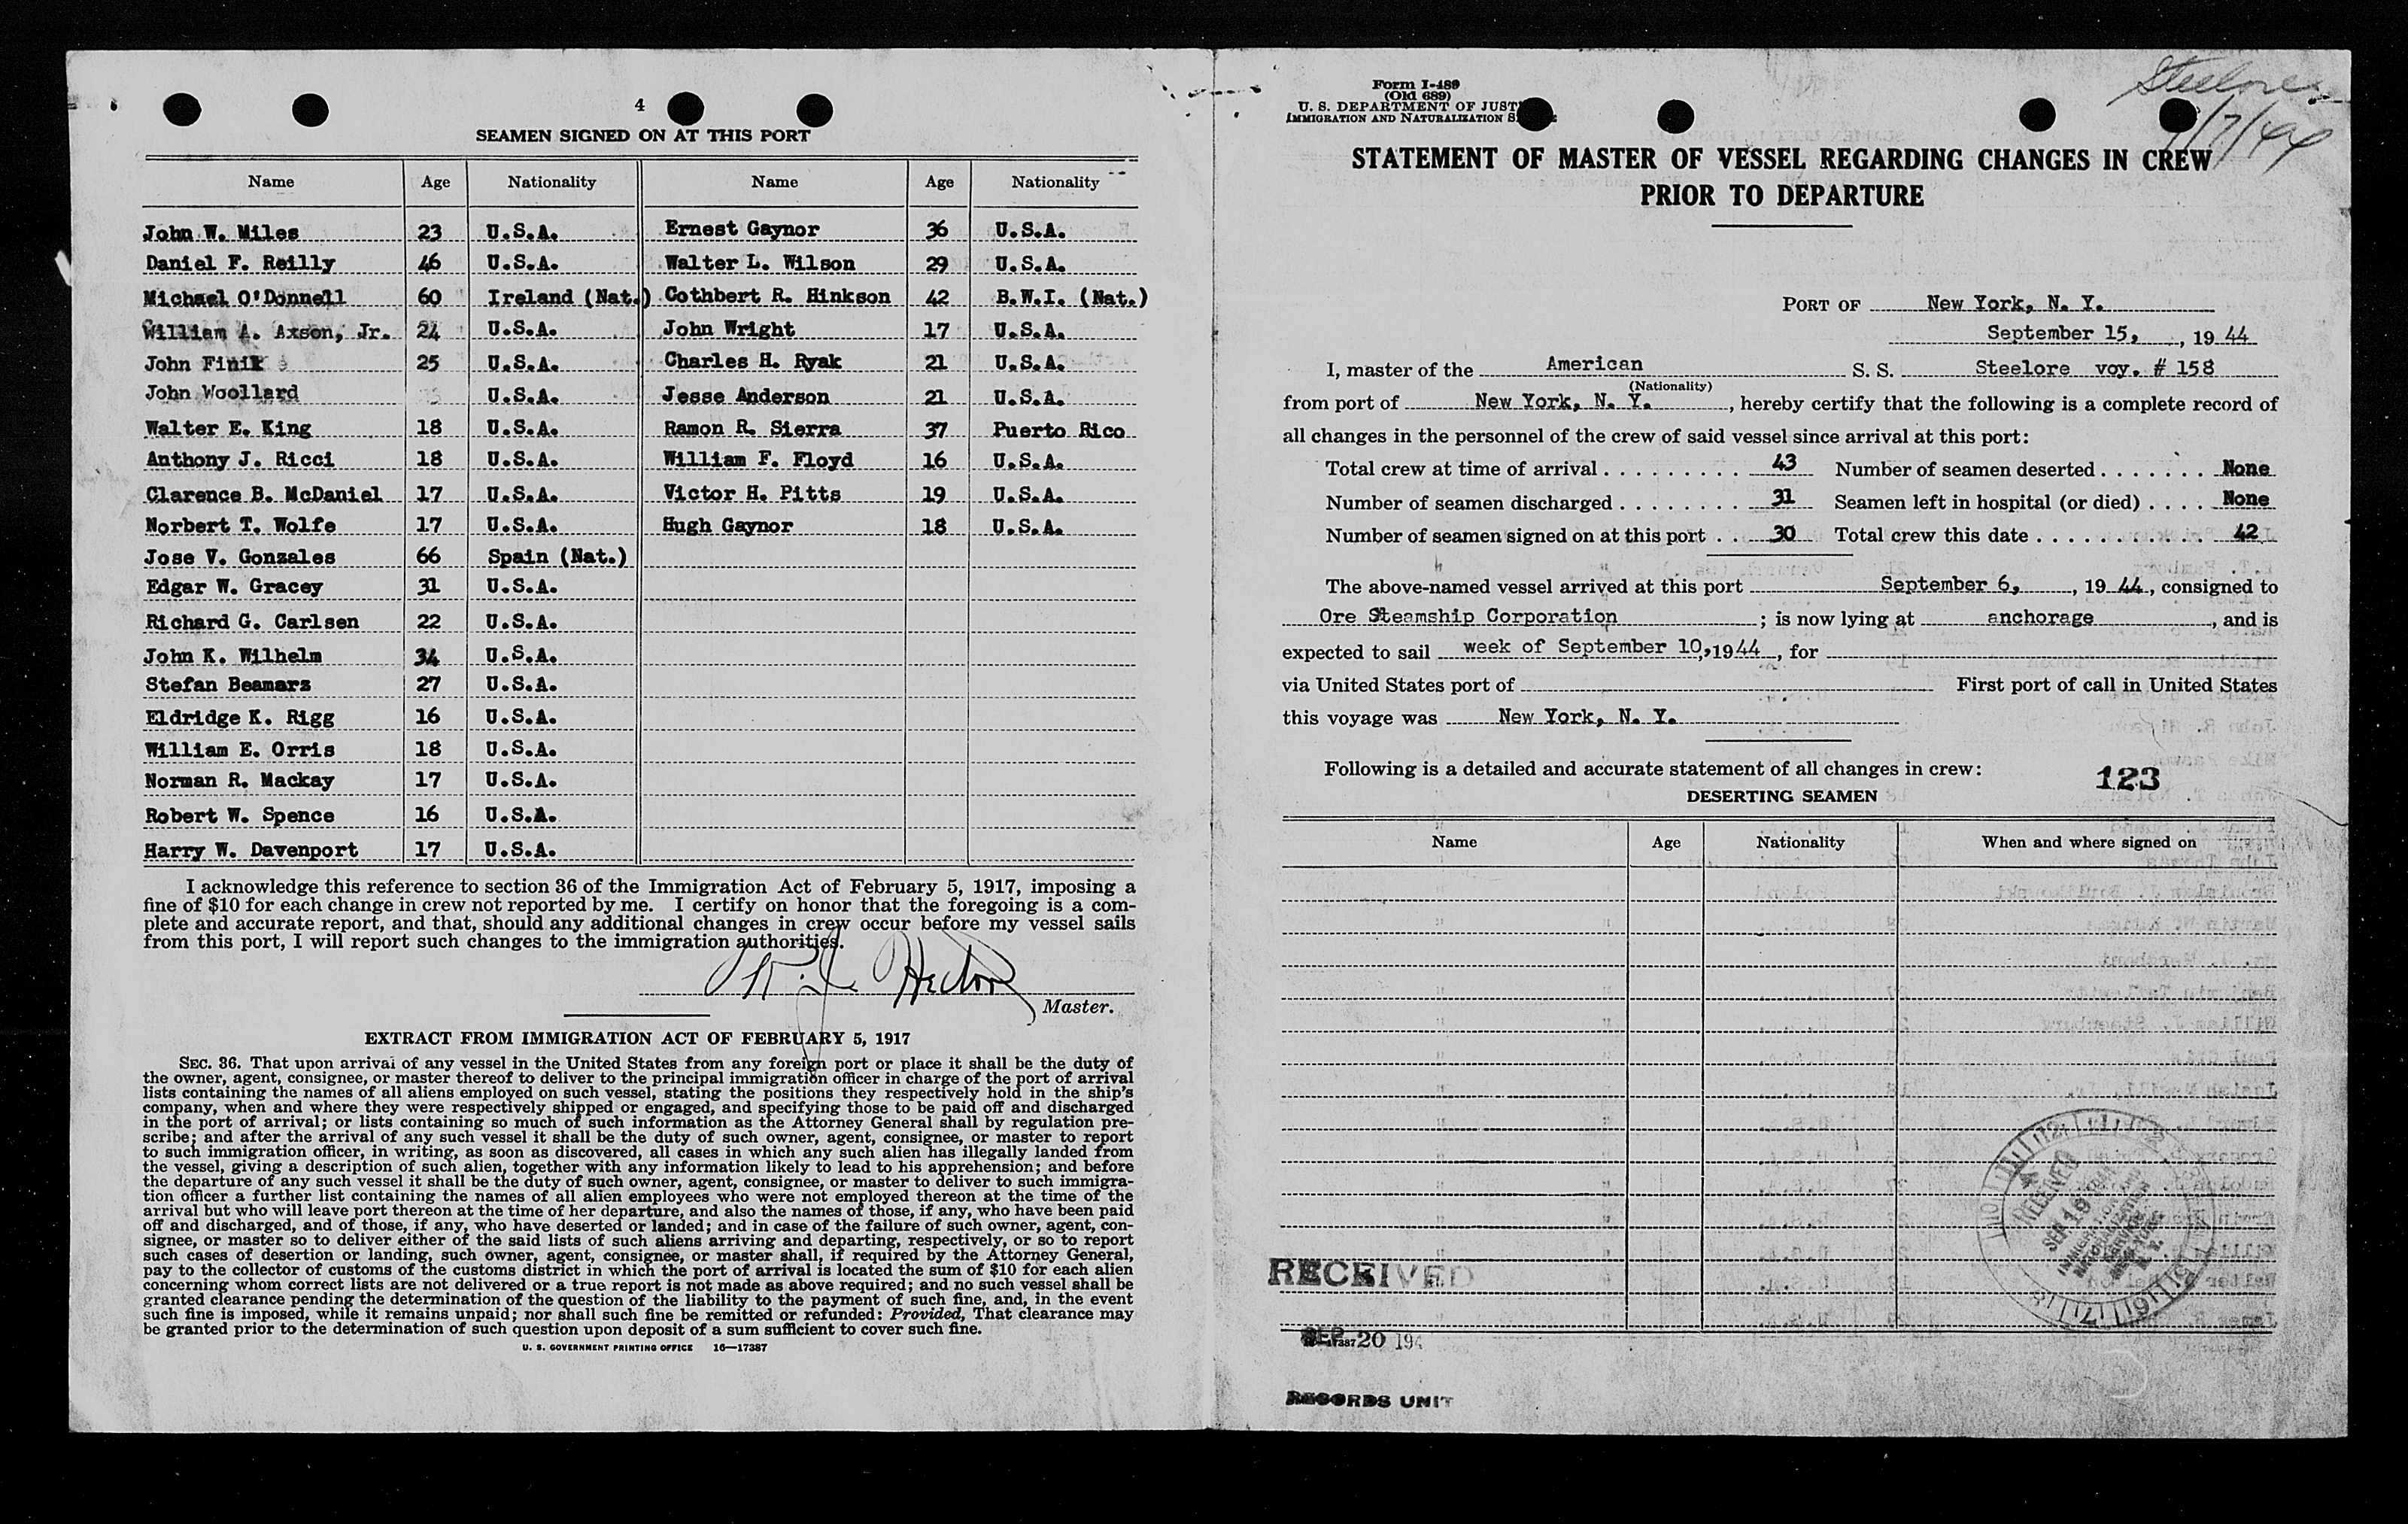 4
SEAMEN SIGNED ON AT THIS PORT
Name Age Nationality Name Age Nationality
John W. Miles 23 U.S.A. Ernest Gaynor 36 U.S.A.
Daniel F. Reilly 46 U.S.A. Walter L. Wilson 29 U.S.A.
Michael O'Donnell 60 Ireland (Nat.) Cothbert R. Hinkson 42 B.W.I. (Nat.)
William A. Axson, Jr. 24 U.S.A. John Wright 17 U.S.A.
John Finik 25 U.S.A. Charles H. Ryak 21 U.S.A.
John Woollard U.S.A. Jesse Anderson 21 U.S.A.
Walter E. King 18 U.S.A. Ramon R. Sierra 37 Puerto Rico
Anthony J. Ricci 18 U.S.A. William F. Floyd 16 U.S.A.
Clarence B. McDaniel 17 U.S.A. Victor H. Pitts 19 U.S.A.
Norbert T. Wolfe 17 U.S.A. Hugh Gaynor 18 U.S.A.
Jose V. Gonzales 66 Spain (Nat.)
Edgar W. Gracey 31 U.S.A.
Richard G. Carlsen 22 U.S.A.
John K. Wilhelm 34 U.S.A.
Stefan Beamarz 27 U.S.A.
Eldridge K. Rigg 16 U.S.A.
William E. Orris 18 U.S.A.
Norman R. Mackay 17 U.S.A.
Robert W. Spence 16 U.S.A.
Harry W. Davenport 17 U.S.A.
I acknowledge this reference to section 36 of the Immigration Act of February 5, 1917, imposing a
fine of $10 for each change in crew not reported by me. I certify on honor that the foregoing is a com-
plete and accurate report, and that, should any additional changes in crew occur before my vessel sails
from this port, I will report such changes to the immigration authorities.
Hector
Master.
EXTRACT FROM IMMIGRATION ACT OF FEBRUARY 5, 1917
SEC. 36. That upon arrival of any vessel in the United States from any foreign port or place it shall be the duty of
the owner, agent, consignee, or master thereof to deliver to the principal immigration officer in charge of the port of arrival
lists containing the names of all aliens employed on such vessel, stating the positions they respectively hold in the ship's
company, when and where they were respectively shipped or engaged, and specifying those to be paid off and discharged
in the port of arrival; or lists containing so much of such information as the Attorney General shall by regulation pre-
scribe; and after the arrival of any such vessel it shall be the duty of such owner, agent, consignee, or master to report
to such immigration officer, in writing, as soon as discovered, all cases in which any such alien has illegally landed from
the vessel, giving a description of such alien, together with any information likely to lead to his apprehension; and before
the departure of any such vessel it shall be the duty of such owner, agent, consignee, or master to deliver to such immigra-
tion officer a further list containing the names of all alien employees who were not employed thereon at the time of the
arrival but who will leave port thereon at the time of her departure, and also the names of those, if any, who have been paid
off and discharged, and of those, if any, who have deserted or landed; and in case of the failure of such owner, agent, con-
signee, or master so to deliver either of the said lists of such aliens arriving and departing, respectively, or so to report
such cases of desertion or landing, such owner, agent, consignee, or master shall, if required by the Attorney General,
pay to the collector of customs of the customs district in which the port of arrival is located the sum of $10 for each alien
concerning whom correct lists are not delivered or a true report is not made as above required; and no such vessel shall be
granted clearance pending the determination of the question of the liability to the payment of such fine, and, in the event
such fine is imposed, while it remains unpaid; nor shall such fine be remitted or refunded: Provided, That clearance may
be granted prior to the determination of such question upon deposit of a sum sufficient to cover such fine.
U. S. GOVERNMENT PRINTING OFFICE 16—17387
Form I-489
(Old 689)
U. S. DEPARTMENT OF JUST
IMMIGRATION AND NATURALIZATION S
Steelore
/7/44
STATEMENT OF MASTER OF VESSEL REGARDING CHANGES IN CREW
PRIOR TO DEPARTURE
PORT OF New York, N. Y.
September 15, , 19 44
I, master of the American S. S. Steelore voy. # 158
(Nationality)
from port of New York, N. Y. , hereby certify that the following is a complete record of
all changes in the personnel of the crew of said vessel since arrival at this port:
Total crew at time of arrival . . . . . . . . . 43 Number of seamen deserted . . . . . . . None
Number of seamen discharged . . . . . . . . 31 Seamen left in hospital (or died) . . . . None
Number of seamen signed on at this port . . 30 Total crew this date . . . . . . . . . . . 42
The above-named vessel arrived at this port September 6, , 19 44, consigned to
Ore Steamship Corporation ; is now lying at anchorage , and is
expected to sail week of September 10, 1944, for
via United States port of First port of call in United States
this voyage was New York, N. Y.
Following is a detailed and accurate statement of all changes in crew:
123
DESERTING SEAMEN
Name Age Nationality When and where signed on
RECEIVED
SEP 19 1944
IMMIGRATION AND
NATURALIZATION
SERVICE
NEW YORK
N. Y.
RECEIVED
SEP 20 194
RECORDS UNIT